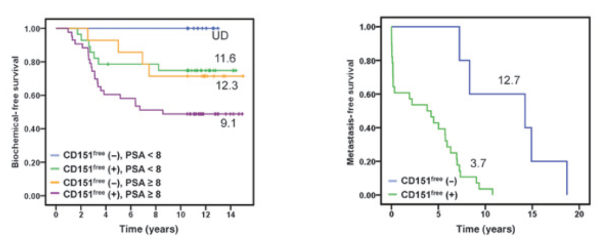 Biochemical-free survival
1.00
0.80
0.60
0.40
0.20
0.00
UD
11.6
12.3
9.1
CD151free (–), PSA < 8
CD151free (+), PSA < 8
CD151free (–), PSA ≥ 8
CD151free (+), PSA ≥ 8
0 2 4 6 8 10 12 14
Time (years)
Metastasis-free survival
1.00
0.80
0.60
0.40
0.20
0.00
12.7
3.7
CD151free (–)
CD151free (+)
0 5 10 15 20
Time (years)